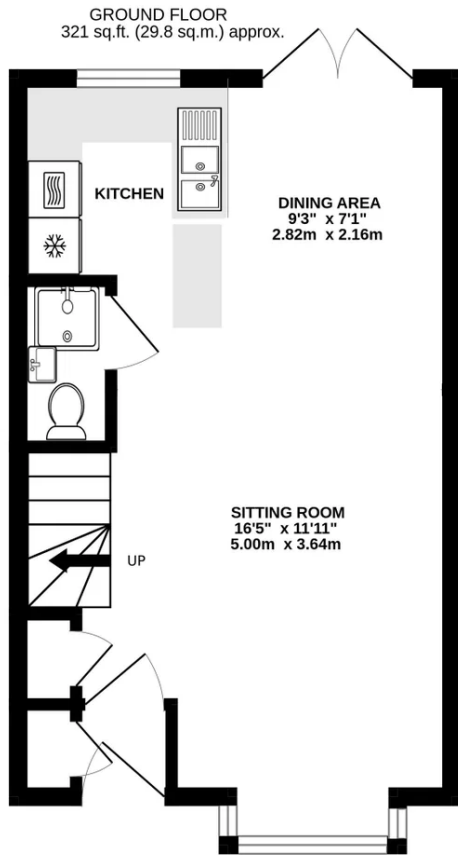 GROUND FLOOR
321 sq.ft. (29.8 sq.m.) approx.
KITCHEN
DINING AREA
9'3" x 7'1"
2.82m x 2.16m
SITTING ROOM
16'5" x 11'11"
5.00m x 3.64m
UP